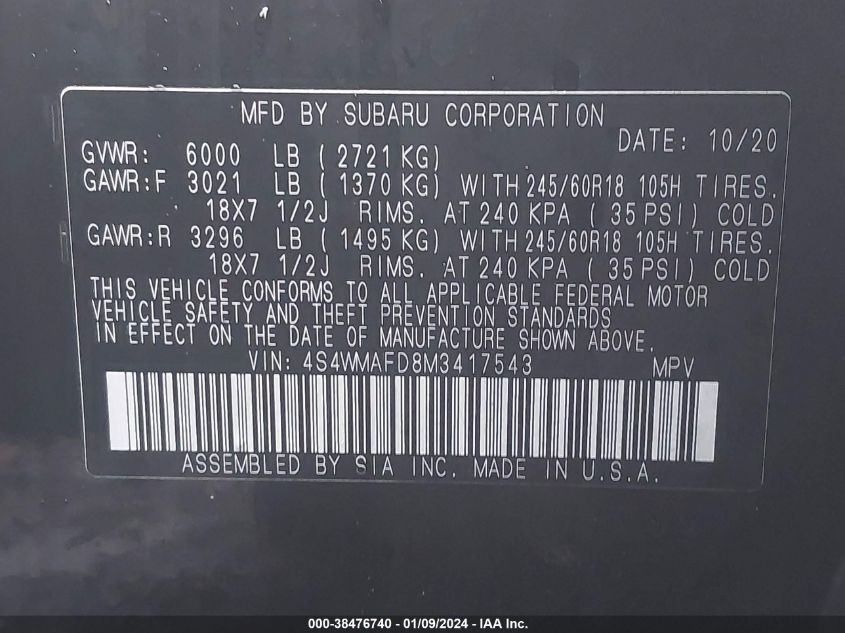 MFD BY SUBARU CORPORATION
DATE: 10/20
GVWR: 6000 LB ( 2721 KG)
GAWR:F 3021 LB ( 1370 KG) WITH 245/60R18 105H TIRES.
18X7 1/2J RIMS. AT 240 KPA ( 35 PSI ) COLD
GAWR:R 3296 LB ( 1495 KG) WITH 245/60R18 105H TIRES.
18X7 1/2J RIMS. AT 240 KPA ( 35 PSI ) COLD
THIS VEHICLE CONFORMS TO ALL APPLICABLE FEDERAL MOTOR
VEHICLE SAFETY AND THEFT PREVENTION STANDARDS
IN EFFECT ON THE DATE OF MANUFACTURE SHOWN ABOVE.
VIN: 4S4WMAFD8M3417543 MPV
ASSEMBLED BY SIA INC. MADE IN U.S.A.
000-38476740 - 01/09/2024 - IAA Inc.